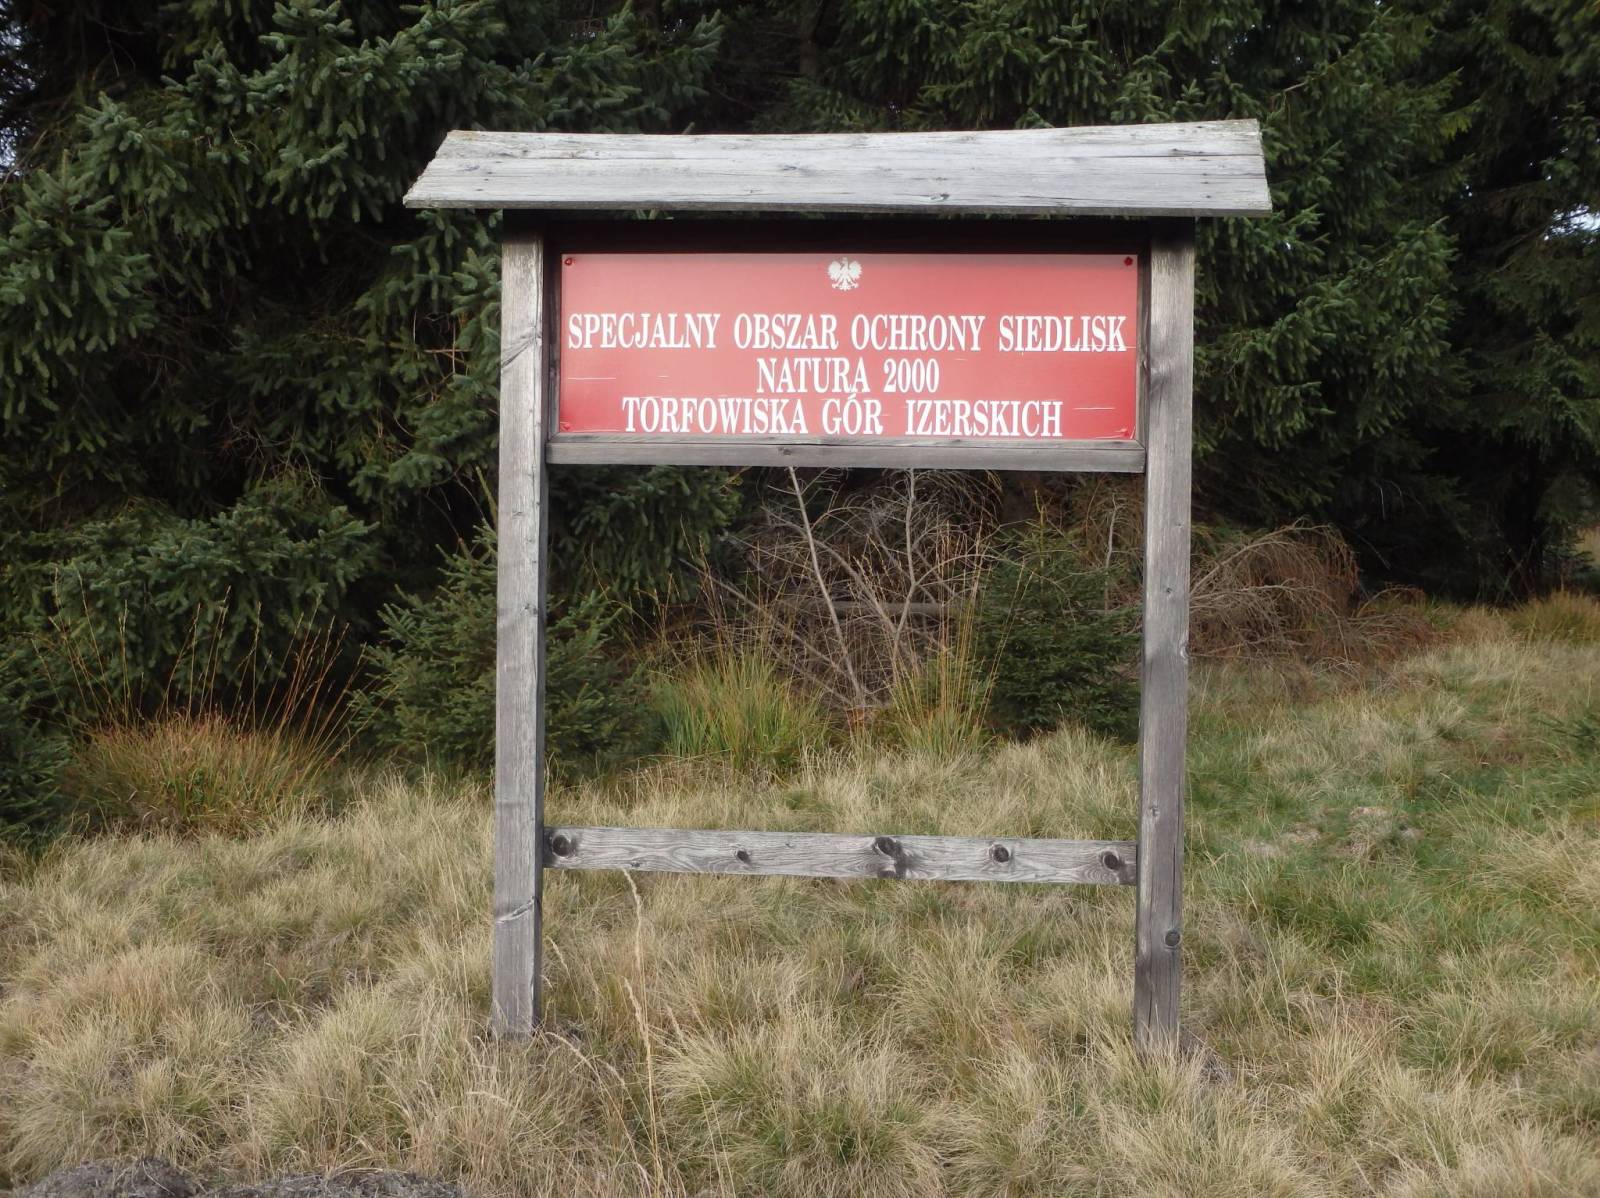 SPECJALNY OBSZAR OCHRONY SIEDLISK
NATURA 2000
TORFOWISKA GÓR IZERSKICH